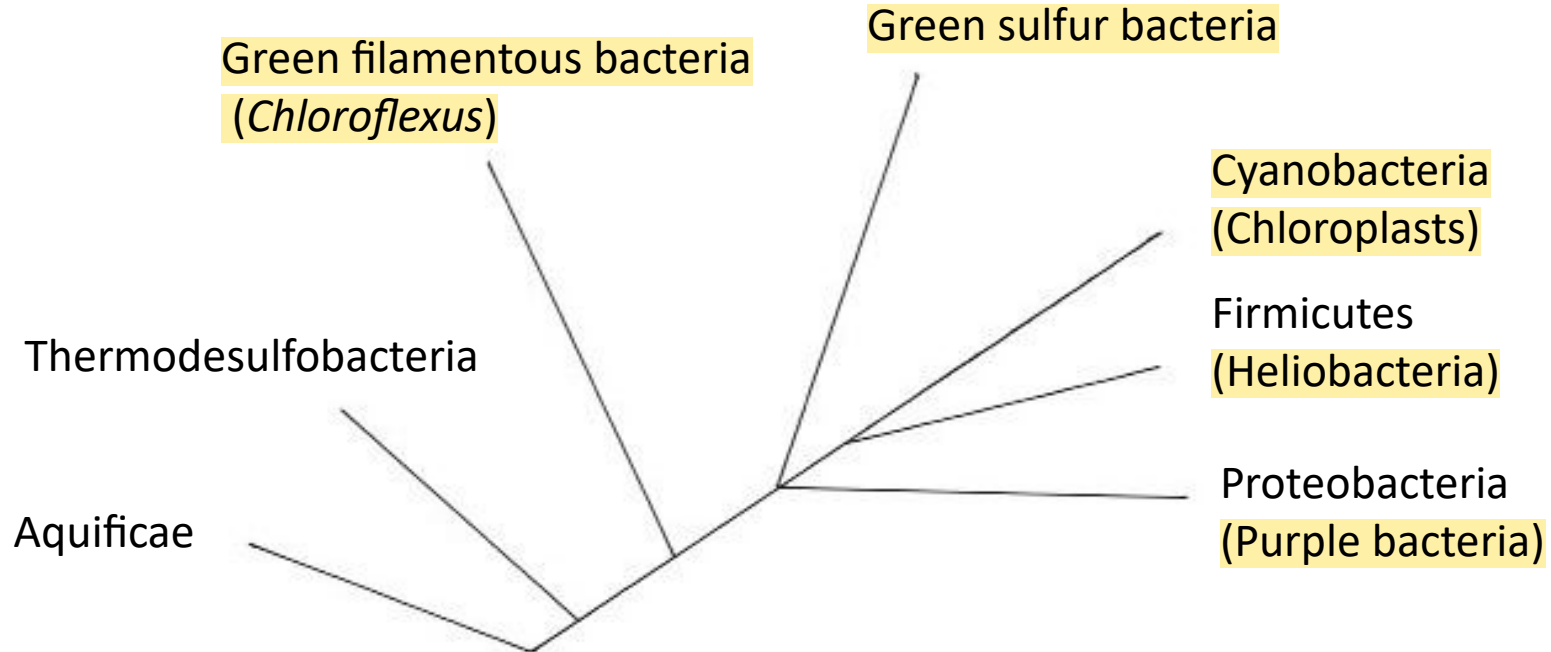 Green sulfur bacteria
Green filamentous bacteria
(Chloroflexus)
Cyanobacteria
(Chloroplasts)
Firmicutes
(Heliobacteria)
Thermodesulfobacteria
Proteobacteria
(Purple bacteria)
Aquificae